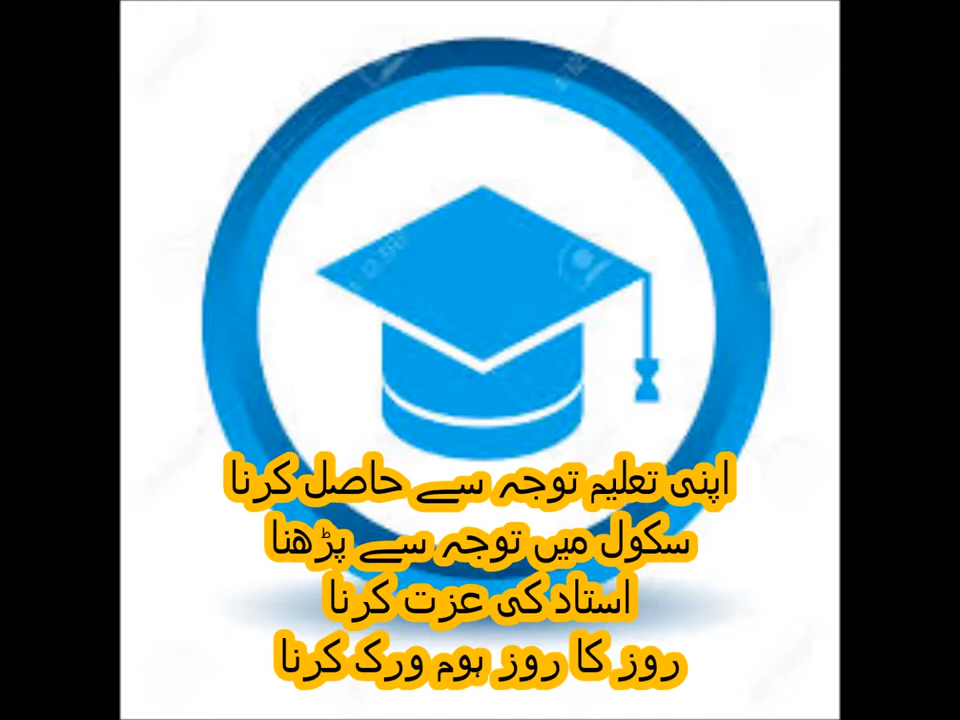 اپنی تعلیم توجہ سے حاصل کرنا
سکول میں توجہ سے پڑھنا
استاد کی عزت کرنا
روز کا روز ہوم ورک کرنا